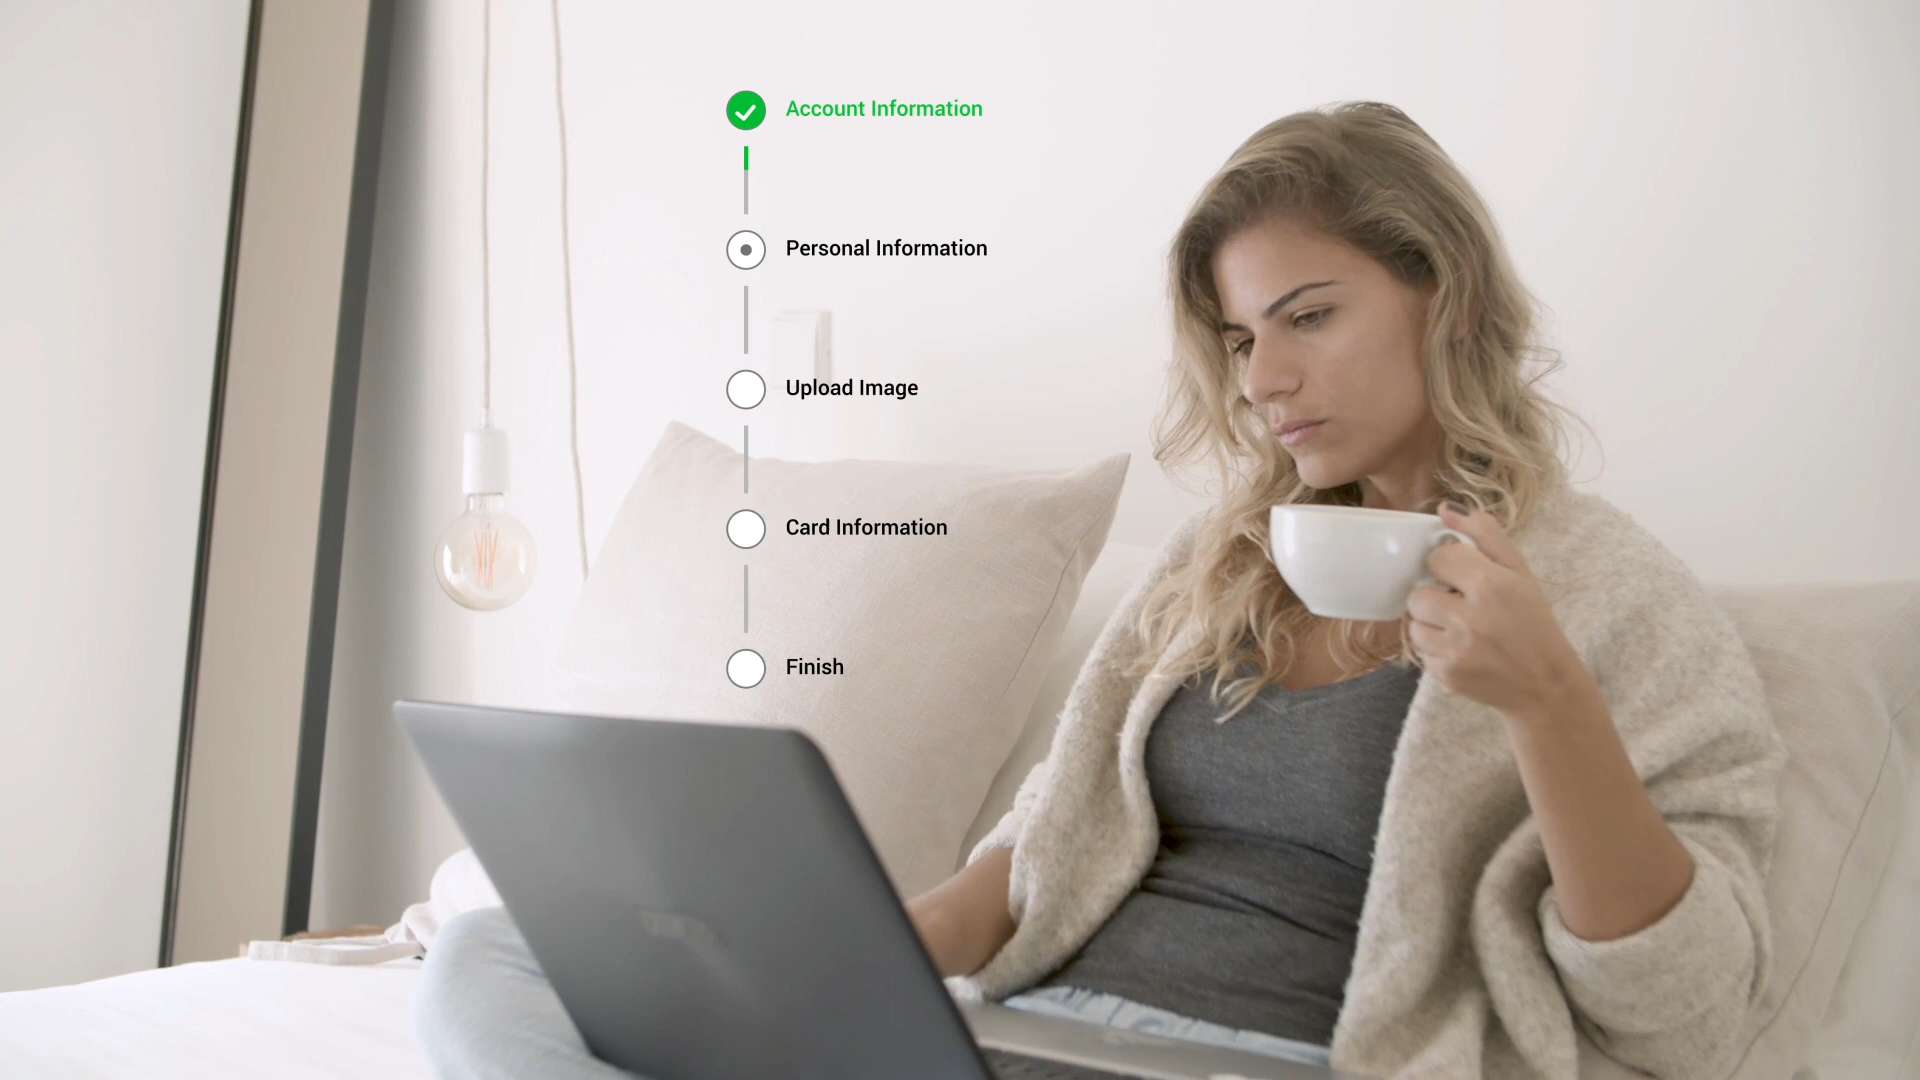 Account Information
Personal Information
Upload Image
Card Information
Finish